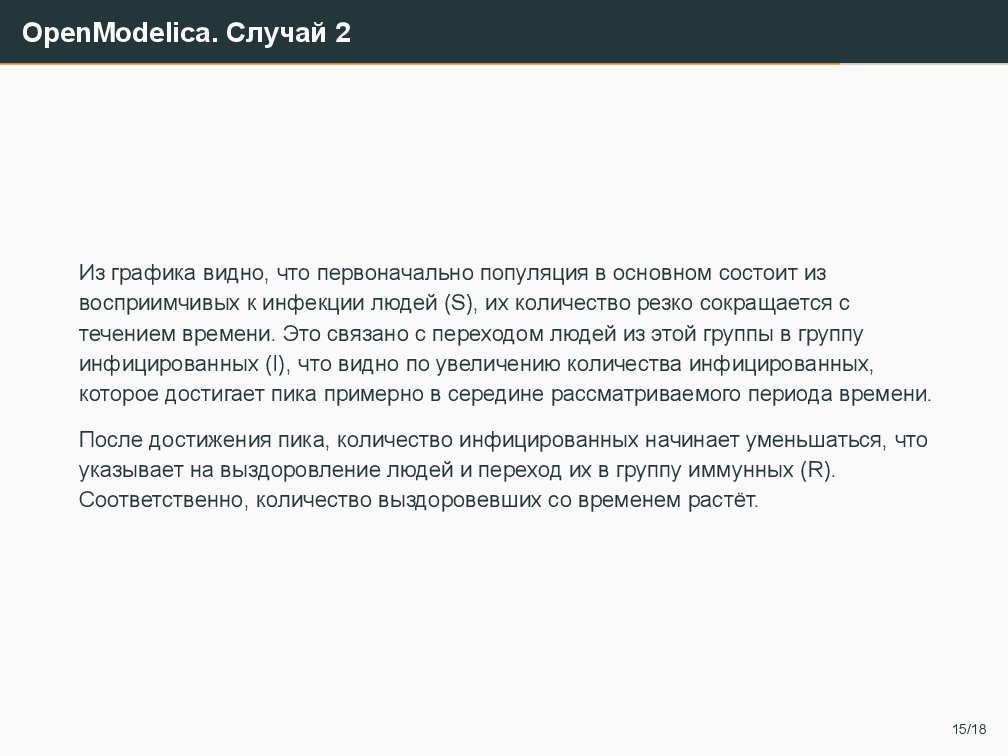 OpenModelica. Случай 2
Из графика видно, что первоначально популяция в основном состоит из
восприимчивых к инфекции людей (S), их количество резко сокращается с
течением времени. Это связано с переходом людей из этой группы в группу
инфицированных (I), что видно по увеличению количества инфицированных,
которое достигает пика примерно в середине рассматриваемого периода времени.
После достижения пика, количество инфицированных начинает уменьшаться, что
указывает на выздоровление людей и переход их в группу иммунных (R).
Соответственно, количество выздоровевших со временем растёт.
15/18